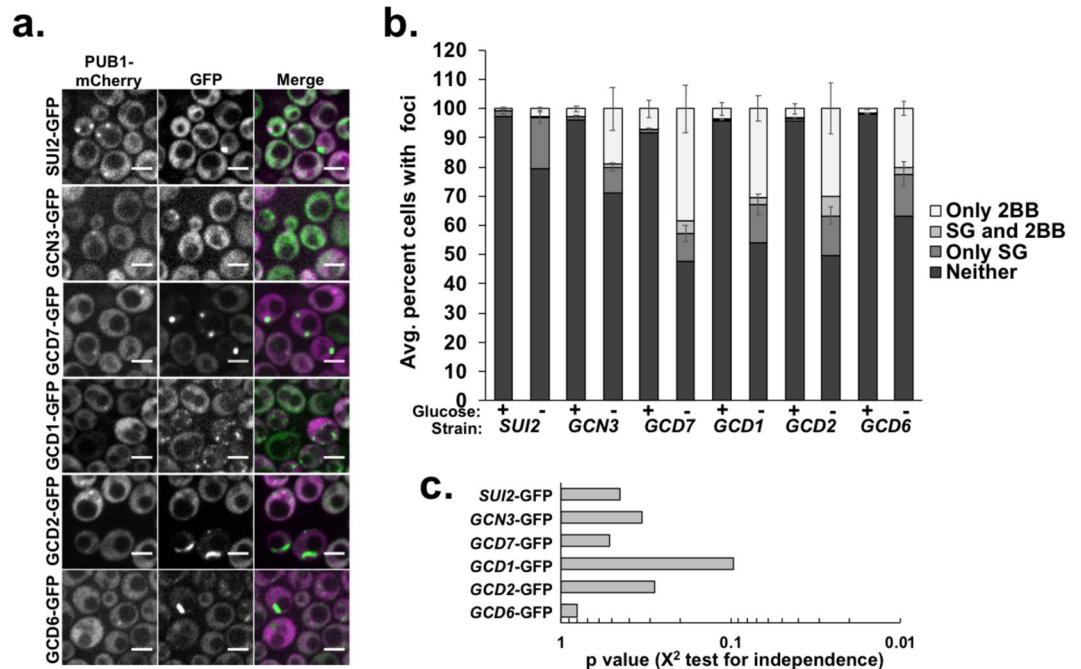 a.
PUB1-
mCherry GFP Merge
SUI2-GFP
GCN3-GFP
GCD7-GFP
GCD1-GFP
GCD2-GFP
GCD6-GFP
b.
Avg. percent cells with foci
120
110
100
90
80
70
60
50
40
30
20
10
0
Only 2BB
SG and 2BB
Only SG
Neither
Glucose: + - + - + - + - + - + -
Strain: SUI2 GCN3 GCD7 GCD1 GCD2 GCD6
c.
SUI2-GFP
GCN3-GFP
GCD7-GFP
GCD1-GFP
GCD2-GFP
GCD6-GFP
1 0.1 0.01
p value (X² test for independence)